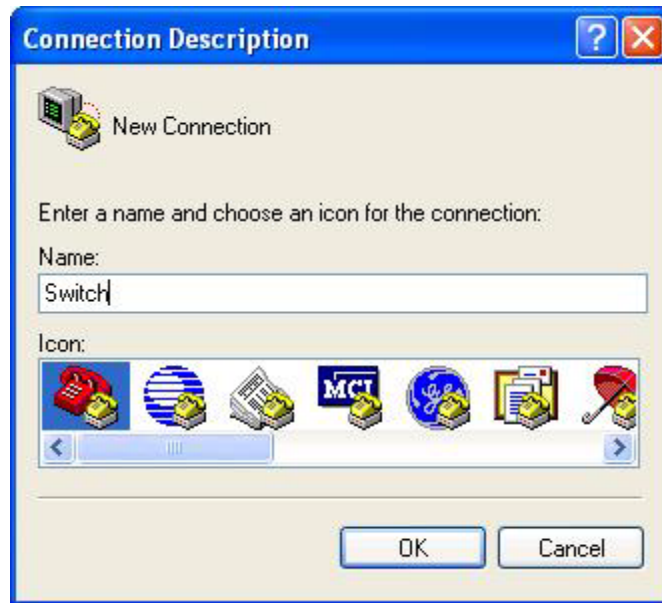 Connection Description
New Connection
Enter a name and choose an icon for the connection:
Name:
Switch
Icon:
MCI
OK
Cancel